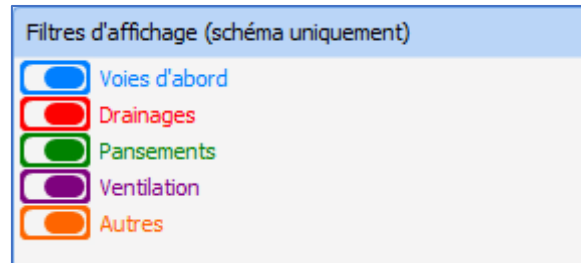 Filtres d'affichage (schéma uniquement)
Voies d'abord
Drainages
Pansements
Ventilation
Autres